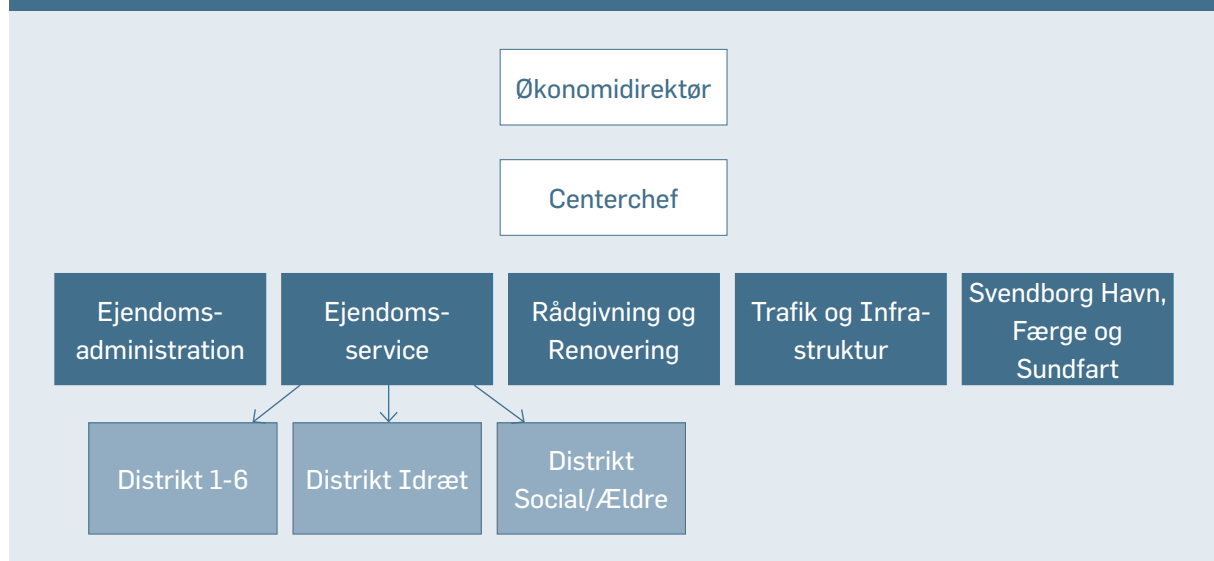 Økonomidirektør
Centerchef
Ejendoms-
administration
Ejendoms-
service
Rådgivning og
Renovering
Trafik og Infra-
struktur
Svendborg Havn,
Færge og
Sundfart
Distrikt 1-6
Distrikt Idræt
Distrikt
Social/Ældre